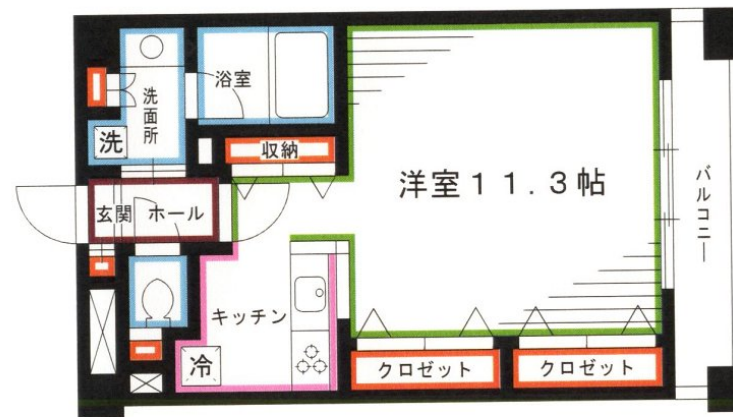 浴室
洗面所
洗
収納
洋室11.3帖
バルコニー
玄関
ホール
キッチン
冷
クロゼット
クロゼット